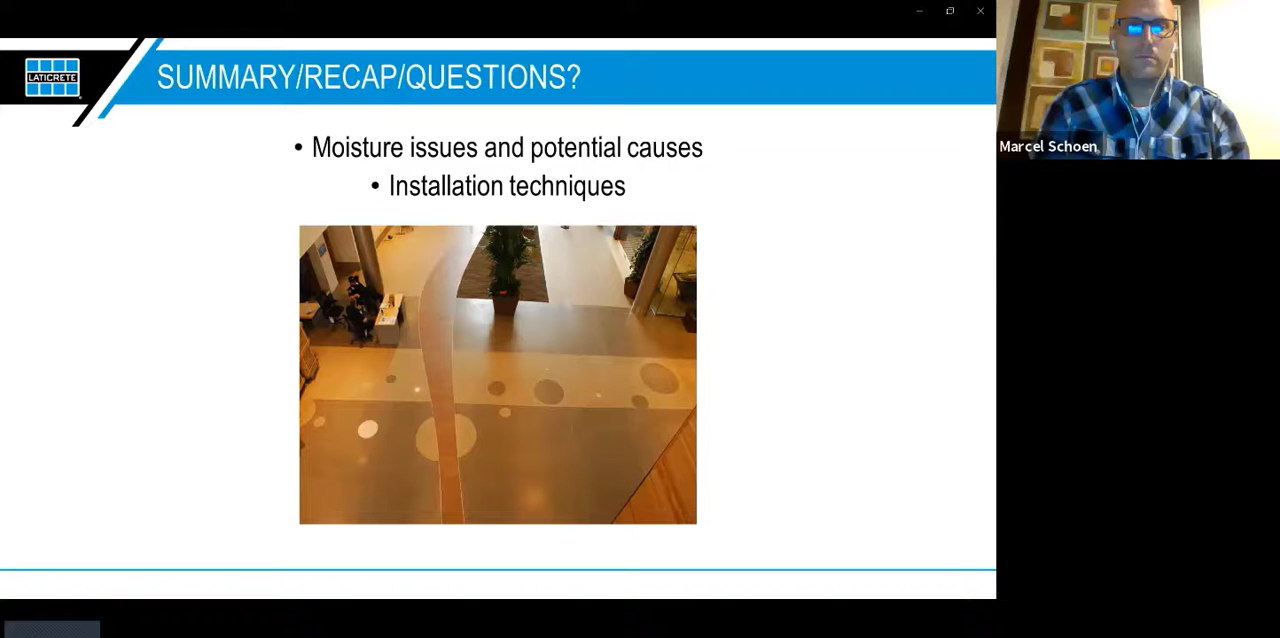 LATICRETE
SUMMARY/RECAP/QUESTIONS?
• Moisture issues and potential causes
• Installation techniques
Marcel Schoen